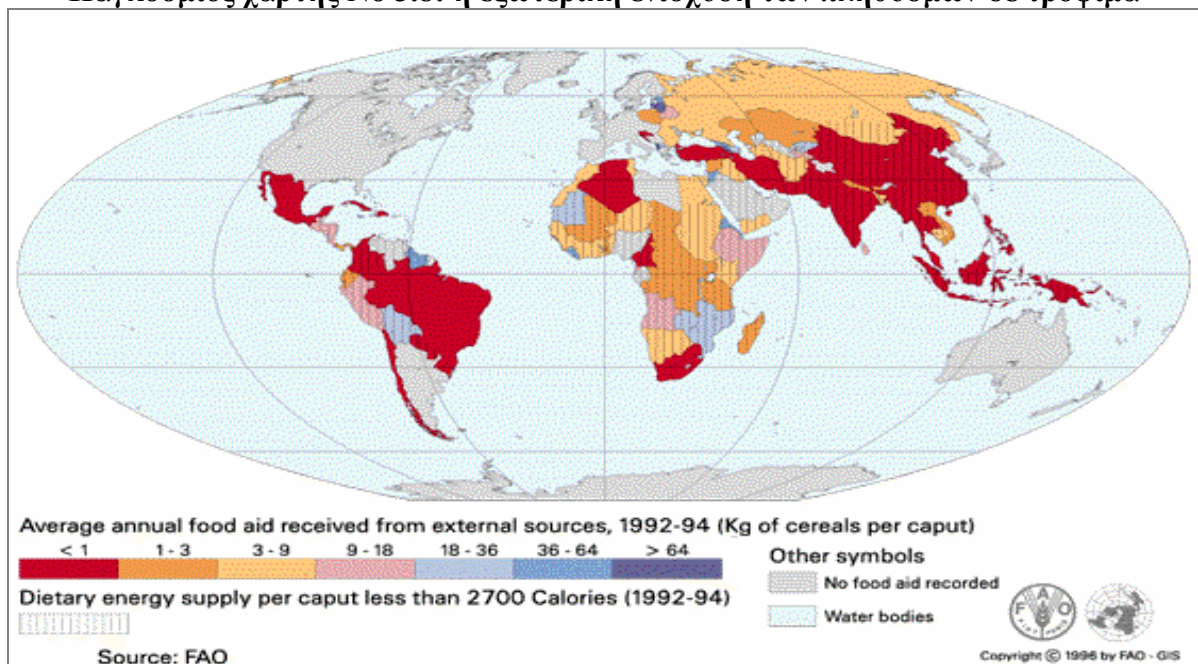 Average annual food aid received from external sources, 1992-94 (Kg of cereals per caput)
< 1 1 - 3 3 - 9 9 - 18 18 - 36 36 - 64 > 64
Dietary energy supply per caput less than 2700 Calories (1992-94)
Source: FAO
Other symbols
No food aid recorded
Water bodies
FAO
Copyright © 1996 by FAO - GIS